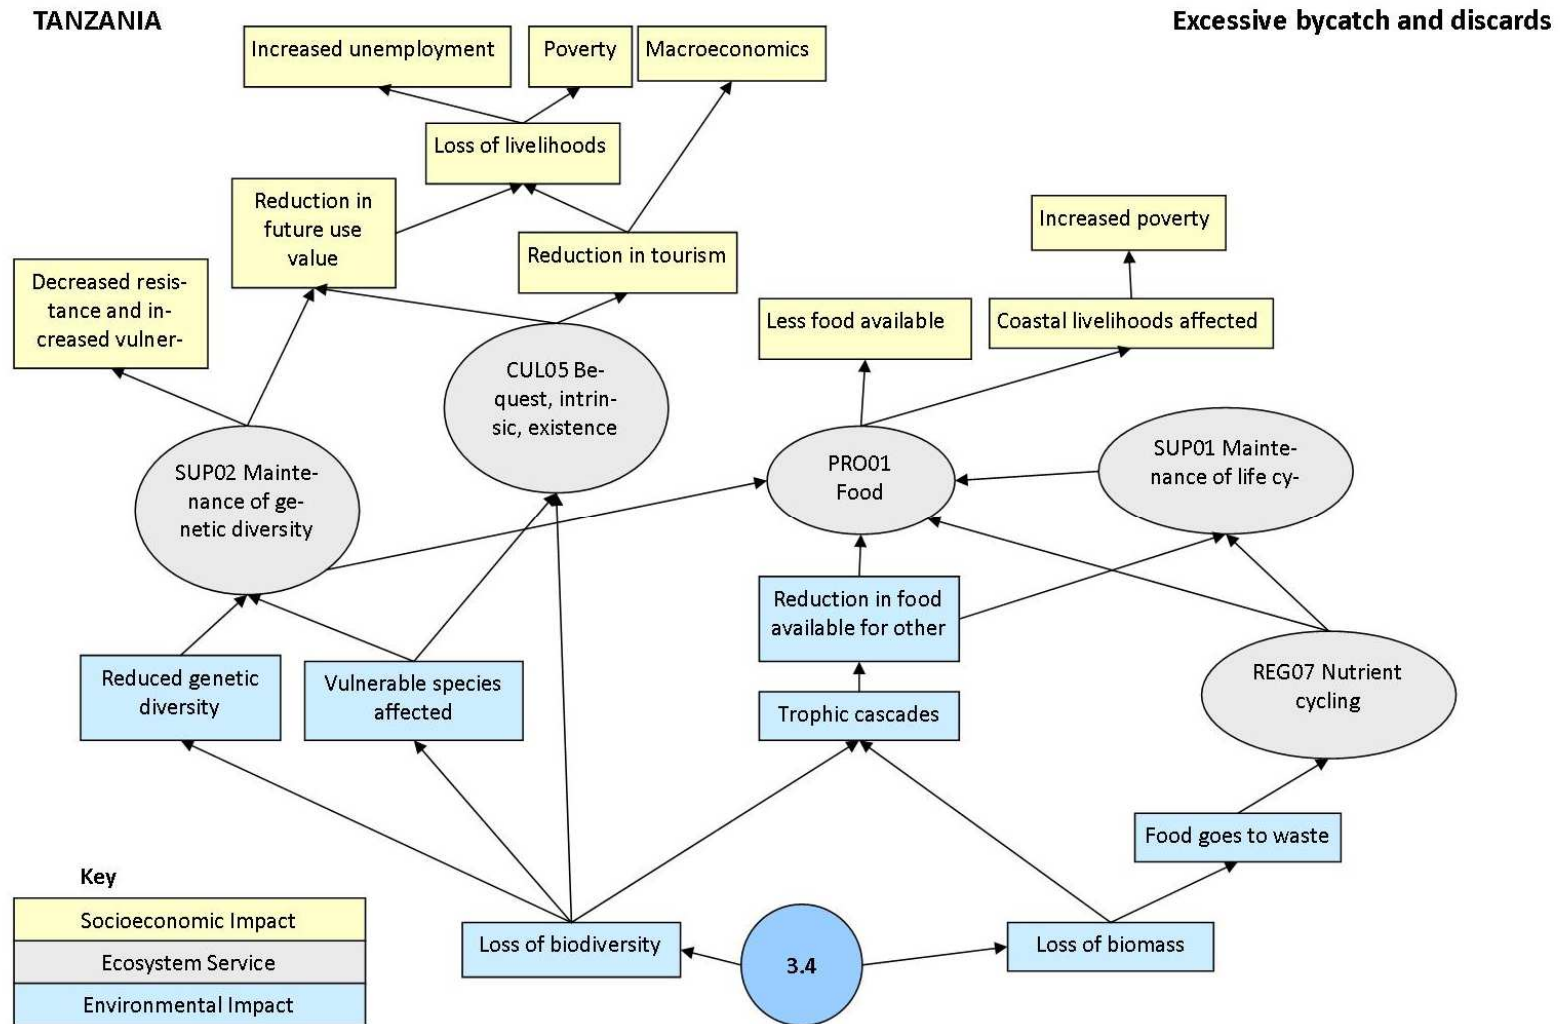 TANZANIA
Excessive bycatch and discards
Increased unemployment
Poverty
Macroeconomics
Loss of livelihoods
Reduction in
future use
value
Reduction in tourism
Increased poverty
Decreased resis-
tance and in-
creased vulner-
Less food available
Coastal livelihoods affected
CUL05 Be-
quest, intrin-
sic, existence
SUP02 Mainte-
nance of ge-
netic diversity
PRO01
Food
SUP01 Mainte-
nance of life cy-
Reduction in food
available for other
Reduced genetic
diversity
Vulnerable species
affected
Trophic cascades
REG07 Nutrient
cycling
Food goes to waste
Loss of biodiversity
3.4
Loss of biomass
Key
Socioeconomic Impact
Ecosystem Service
Environmental Impact